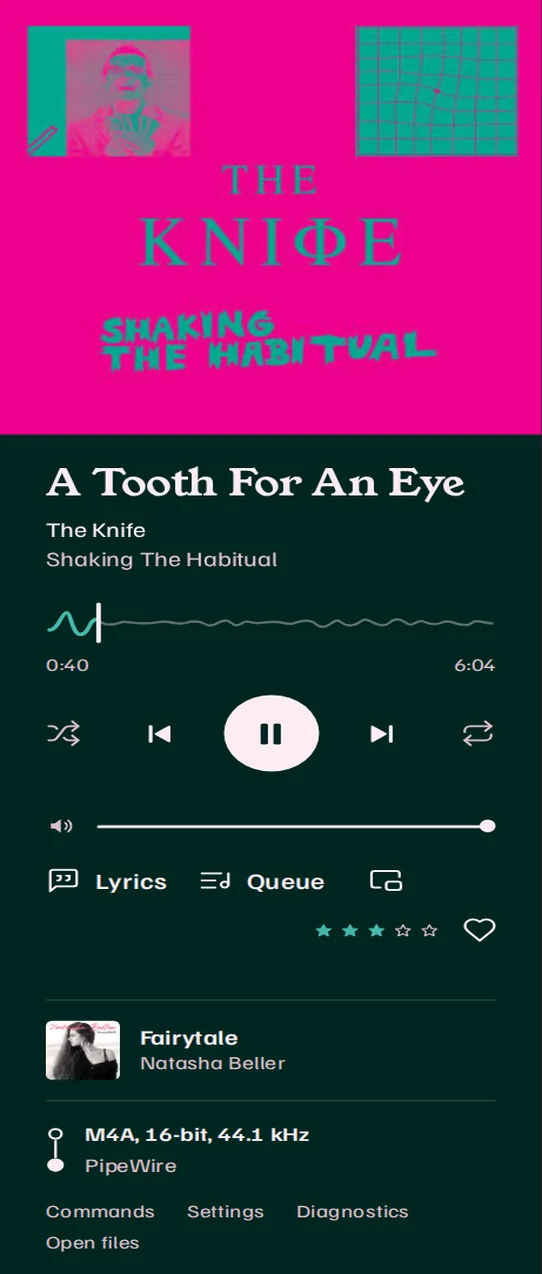 THE
KNIΦE
SHAKING
THE HABITUAL
A Tooth For An Eye
The Knife
Shaking The Habitual
0:40 6:04
Lyrics Queue
Fairytale
Natasha Beller
M4A, 16-bit, 44.1 kHz
PipeWire
Commands Settings Diagnostics
Open files